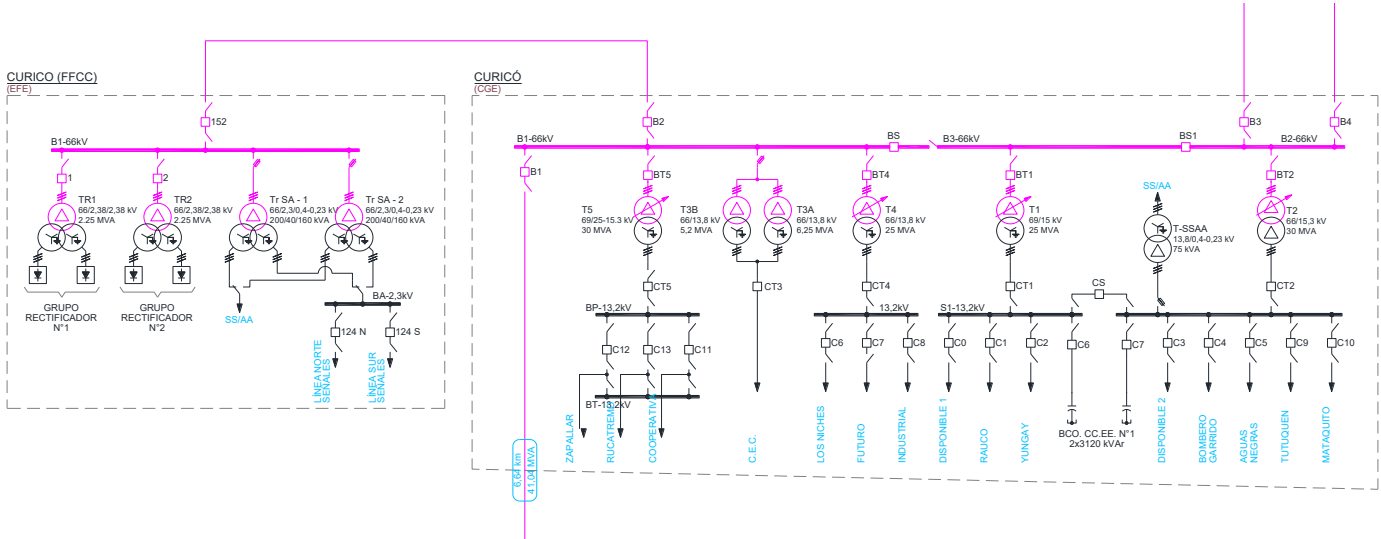 CURICO (FFCC)
(EFE)
152
B1-66kV
1
2
TR1
66/2,38/2,38 kV
2.25 MVA
TR2
66/2,38/2,38 kV
2.25 MVA
Tr SA - 1
66/2,3/0,4-0,23 kV
200/40/160 kVA
Tr SA - 2
66/2,3/0,4-0,23 kV
200/40/160 kVA
GRUPO
RECTIFICADOR
N°1
GRUPO
RECTIFICADOR
N°2
SS/AA
BA-2,3kV
124 N
124 S
LÍNEA NORTE
SEÑALES
LÍNEA SUR
SEÑALES
CURICÓ
(CGE)
B2
B3
B4
B1-66kV
BS
B3-66kV
BS1
B2-66kV
B1
BT5
BT4
BT1
BT2
T5
69/25-15.3 kV
30 MVA
T3B
66/13,8 kV
5,2 MVA
T3A
66/13,8 kV
6,25 MVA
T4
66/13,8 kV
25 MVA
T1
69/15 kV
25 MVA
SS/AA
T-SSAA
13,8/0,4-0,23 kV
75 kVA
T2
66/15,3 kV
30 MVA
CT5
CT3
CT4
CT1
CS
CT2
BP-13,2kV
13,2kV
S1-13,2kV
C12
C13
C11
C6
C7
C8
C0
C1
C2
C6
C7
C3
C4
C5
C9
C10
BT-13,2kV
ZAPALLAR
RUCATREMU
COOPERATIVA
C.E.C.
LOS NICHES
FUTURO
INDUSTRIAL
DISPONIBLE 1
RAUCO
YUNGAY
BCO. CC.EE. N°1
2x3120 kVAr
DISPONIBLE 2
BOMBERO
GARRIDO
AGUAS
NEGRAS
TUTUQUEN
MATAQUITO
6,64 km
41,04 MVA